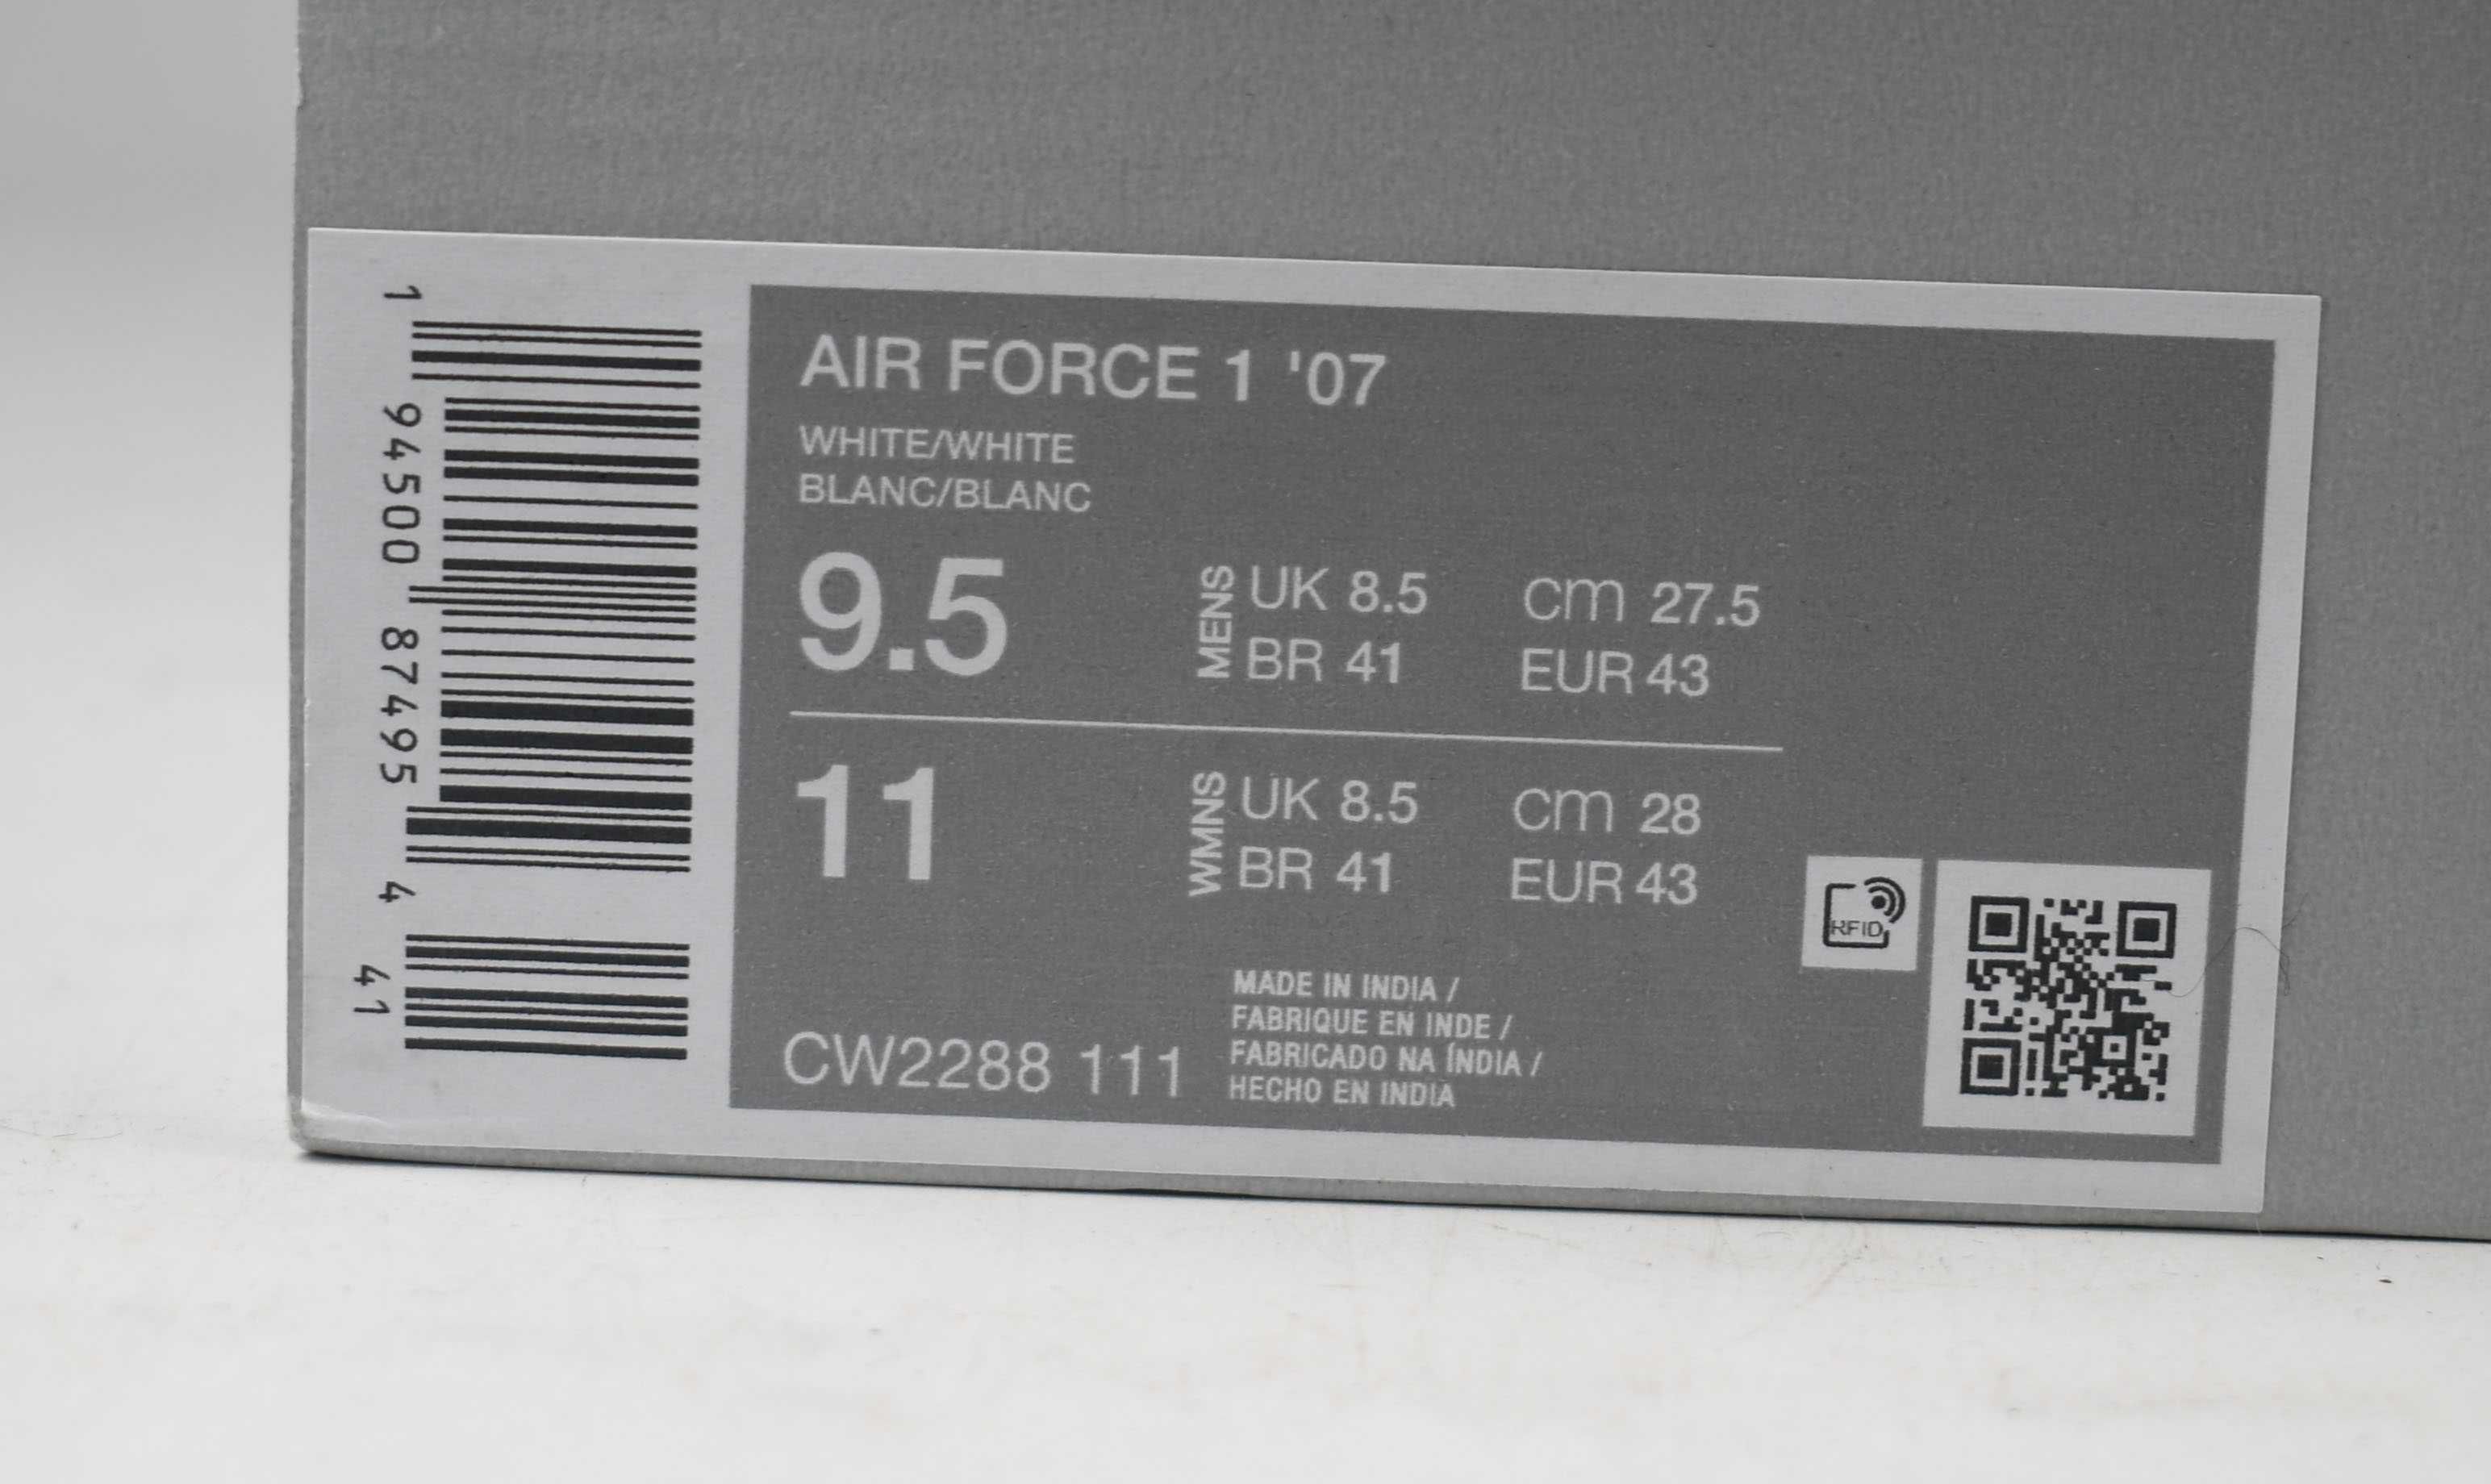 1 94500 87495 4
41
AIR FORCE 1 '07
WHITE/WHITE
BLANC/BLANC
9.5
MENS
UK 8.5 cm 27.5
BR 41 EUR 43
11
WMNS
UK 8.5 cm 28
BR 41 EUR 43
RFID
MADE IN INDIA /
FABRIQUE EN INDE /
FABRICADO NA ÍNDIA /
HECHO EN INDIA
CW2288 111